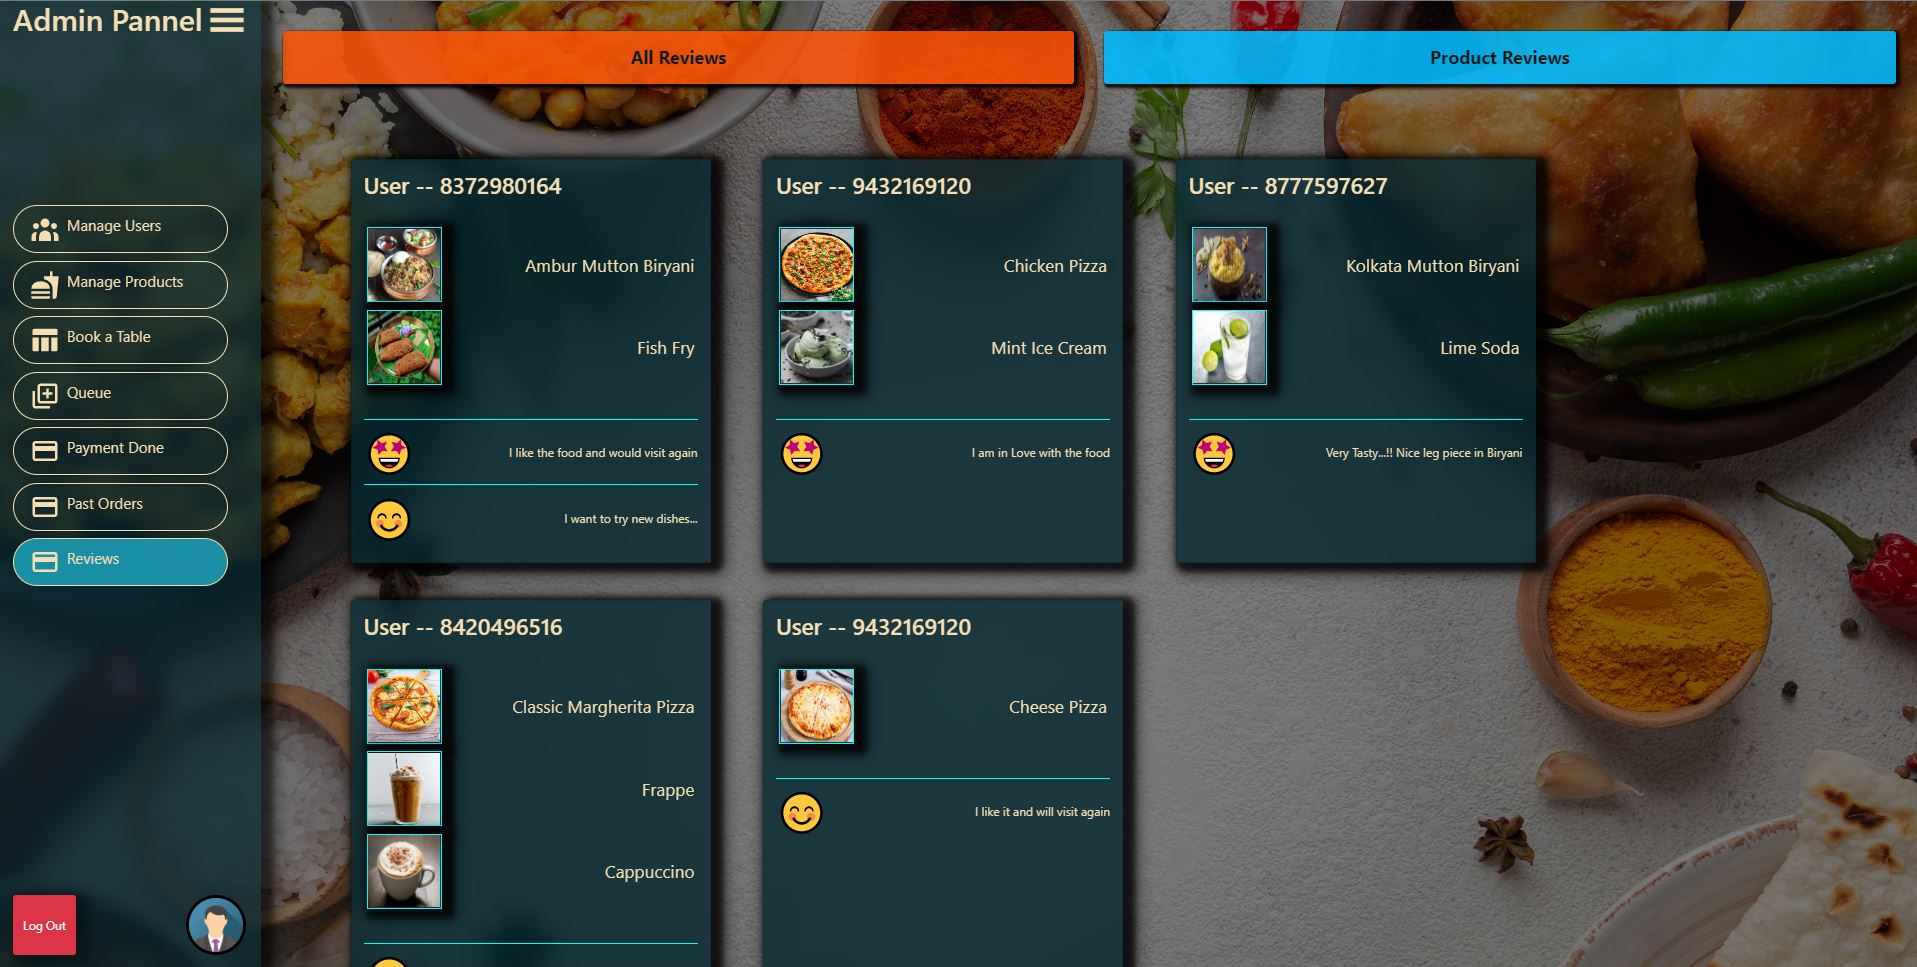 Admin Pannel
Manage Users
Manage Products
Book a Table
Queue
Payment Done
Past Orders
Reviews
Log Out
All Reviews
Product Reviews
User -- 8372980164
Ambur Mutton Biryani
Fish Fry
I like the food and would visit again
I want to try new dishes...
User -- 9432169120
Chicken Pizza
Mint Ice Cream
I am in Love with the food
User -- 8777597627
Kolkata Mutton Biryani
Lime Soda
Very Tasty...!! Nice leg piece in Biryani
User -- 8420496516
Classic Margherita Pizza
Frappe
Cappuccino
User -- 9432169120
Cheese Pizza
I like it and will visit again